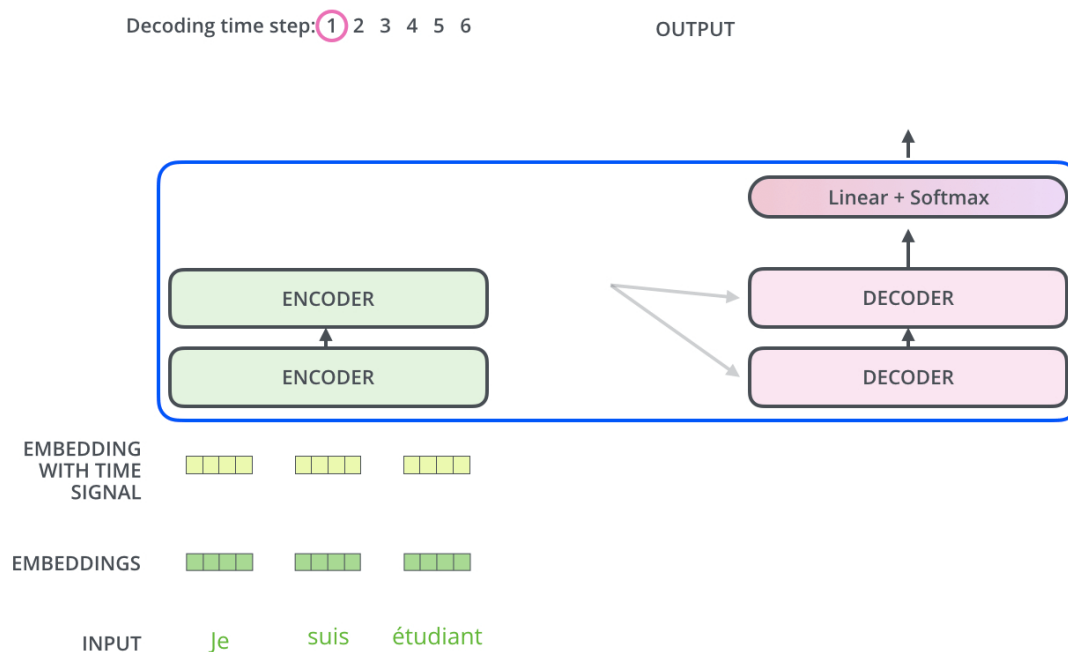 Decoding time step: 1 2 3 4 5 6
OUTPUT
Linear + Softmax
ENCODER
DECODER
ENCODER
DECODER
EMBEDDING
WITH TIME
SIGNAL
EMBEDDINGS
INPUT
Je
suis
étudiant